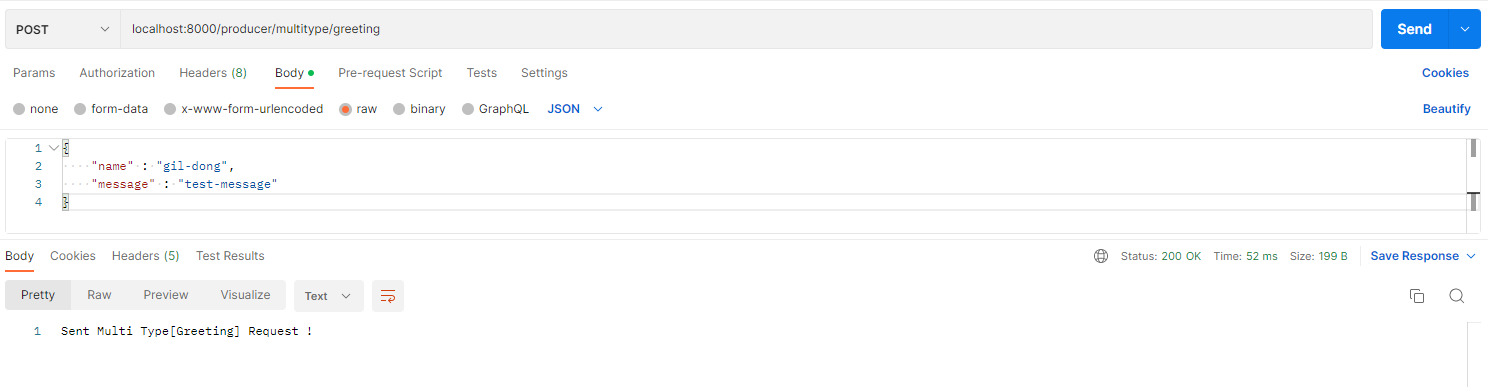 POST localhost:8000/producer/multitype/greeting Send
Params Authorization Headers (8) Body Pre-request Script Tests Settings Cookies
none form-data x-www-form-urlencoded raw binary GraphQL JSON Beautify
1 {
2 "name" : "gil-dong",
3 "message" : "test-message"
4 }
Body Cookies Headers (5) Test Results Status: 200 OK Time: 52 ms Size: 199 B Save Response
Pretty Raw Preview Visualize Text
1 Sent Multi Type[Greeting] Request !